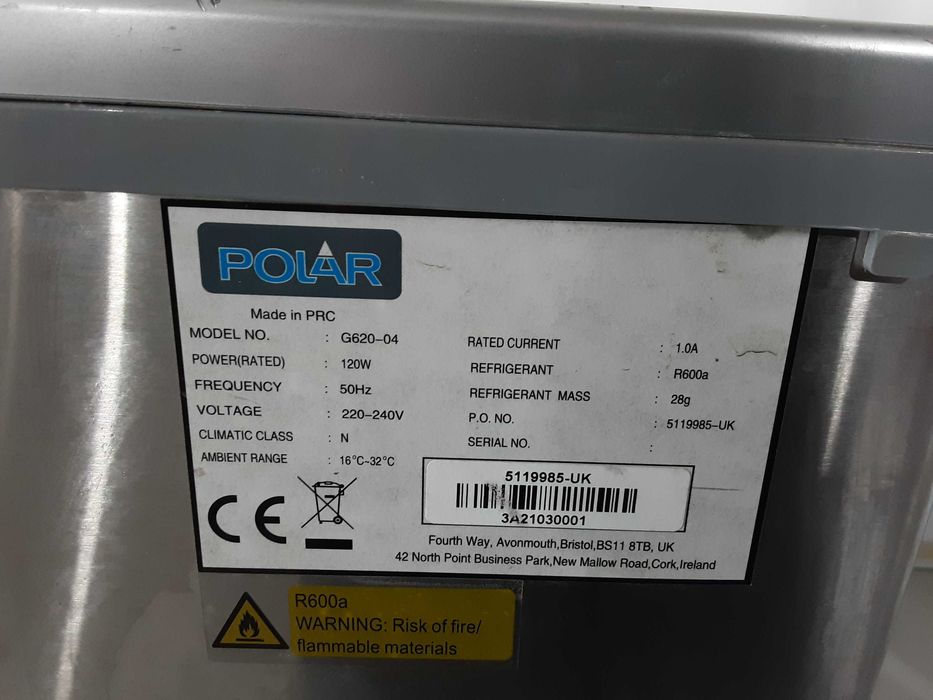 POLAR
Made in PRC
MODEL NO. : G620-04
POWER(RATED) : 120W
FREQUENCY : 50Hz
VOLTAGE : 220-240V
CLIMATIC CLASS : N
AMBIENT RANGE : 16°C~32°C
RATED CURRENT : 1.0A
REFRIGERANT : R600a
REFRIGERANT MASS : 28g
P.O. NO. : 5119985-UK
SERIAL NO. :
5119985-UK
3A21030001
CE
Fourth Way, Avonmouth,Bristol,BS11 8TB, UK
42 North Point Business Park,New Mallow Road,Cork,Ireland
R600a
WARNING: Risk of fire/
flammable materials